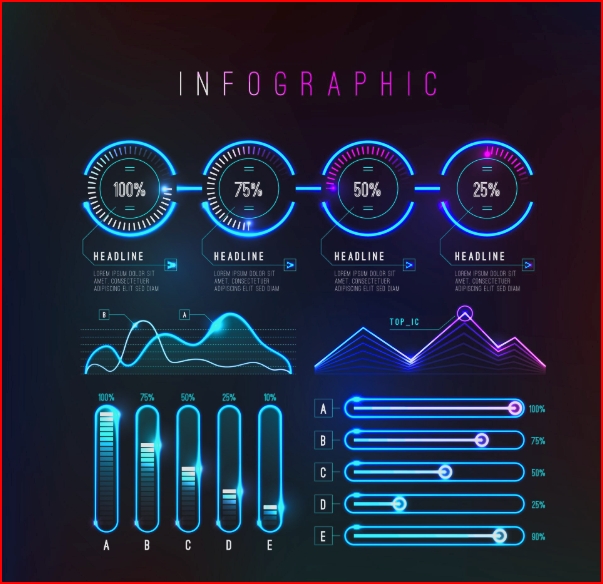 INFOGRAPHIC
100%
75%
50%
25%
HEADLINE
LOREM IPSUM DOLOR SIT
AMET, CONSECTETUER
ADIPISCING ELIT SED DIAM
HEADLINE
LOREM IPSUM DOLOR SIT
AMET, CONSECTETUER
ADIPISCING ELIT SED DIAM
HEADLINE
LOREM IPSUM DOLOR SIT
AMET, CONSECTETUER
ADIPISCING ELIT SED DIAM
HEADLINE
LOREM IPSUM DOLOR SIT
AMET, CONSECTETUER
ADIPISCING ELIT SED DIAM
B
A
TOP_IC
100%
75%
50%
25%
10%
A
B
C
D
E
A 100%
B 75%
C 50%
D 25%
E 90%